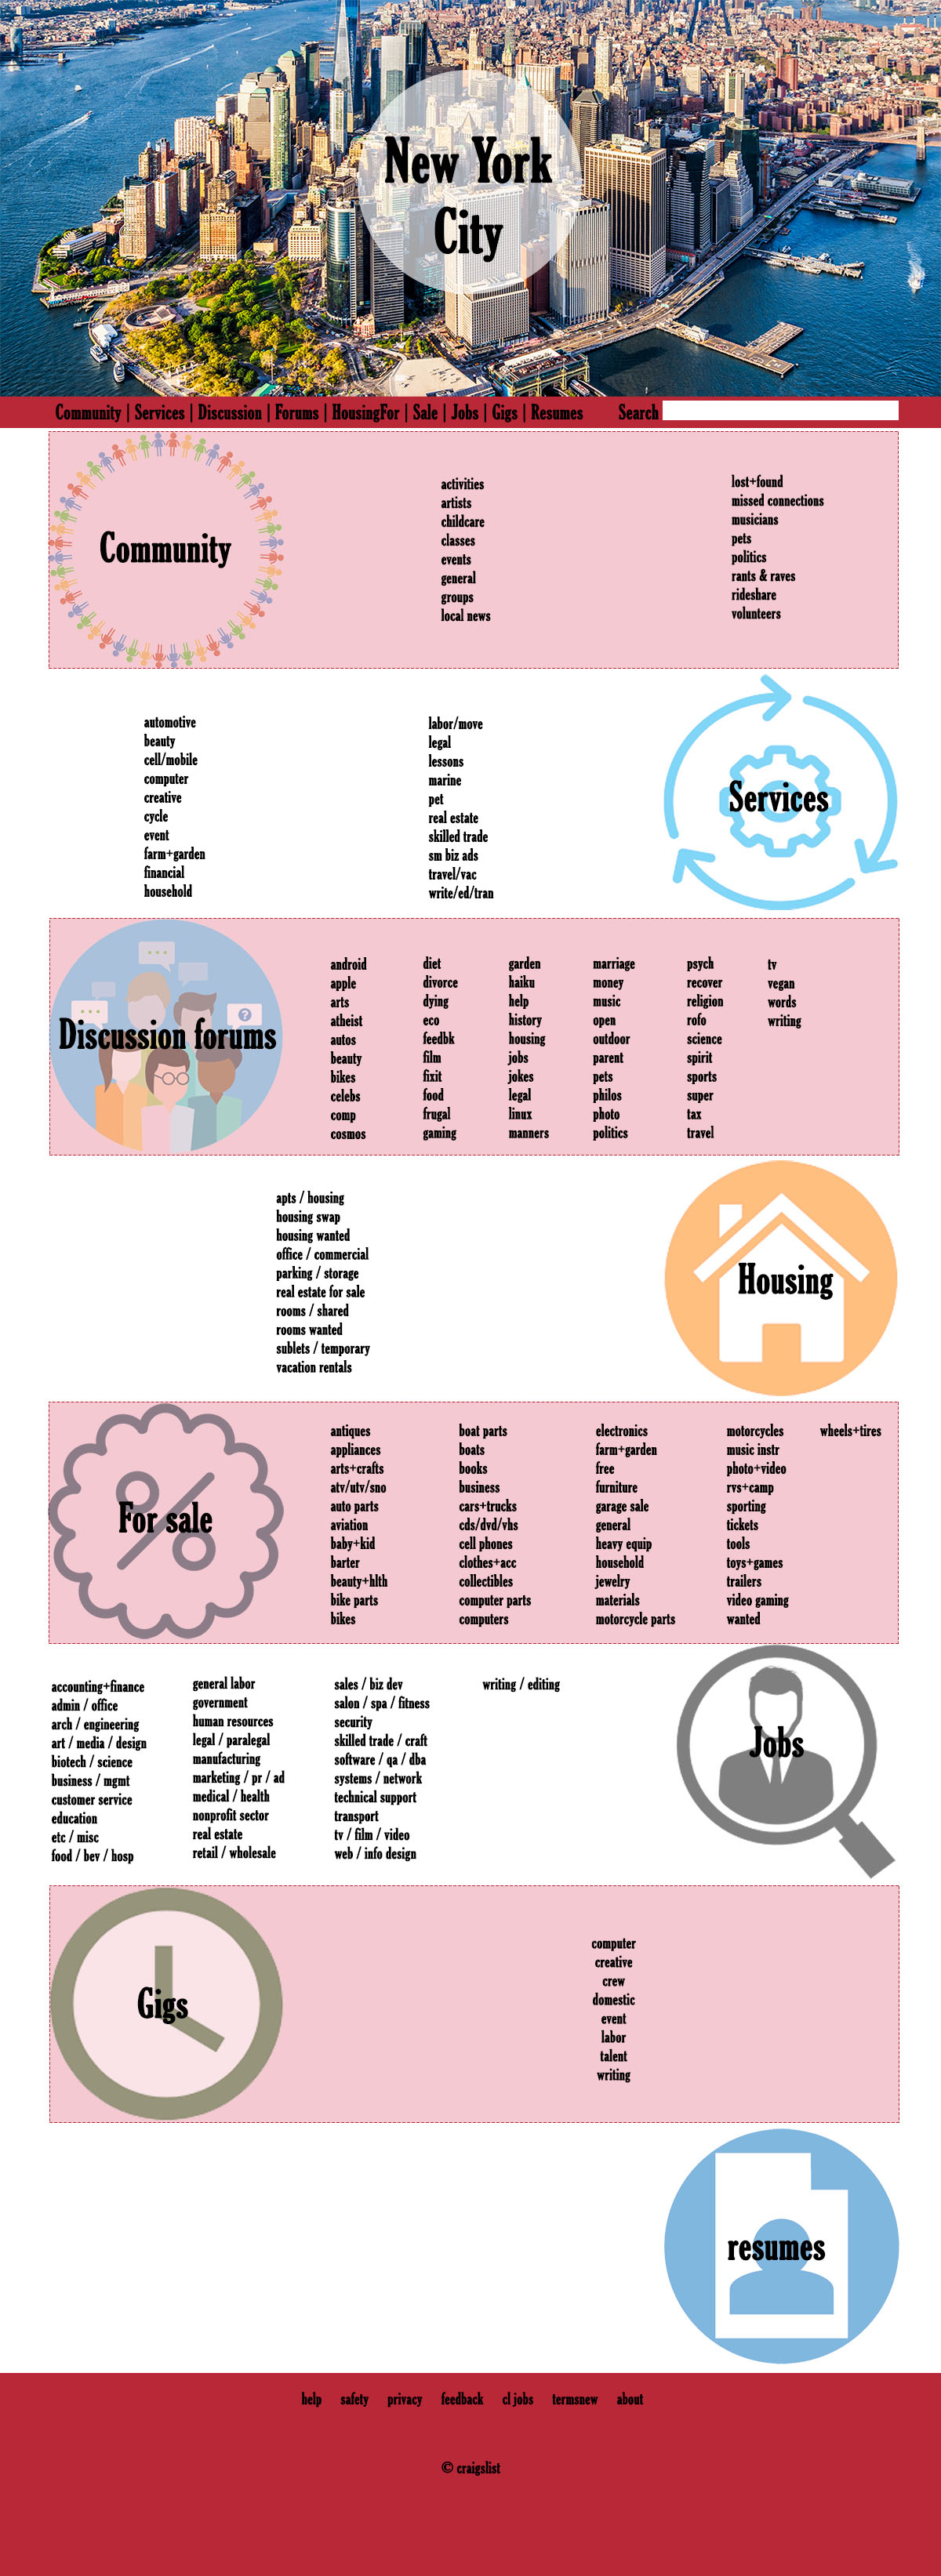 New York
City
Community | Services | Discussion | Forums | HousingFor | Sale | Jobs | Gigs | Resumes
Search
Community
activities
artists
childcare
classes
events
general
groups
local news
lost+found
missed connections
musicians
pets
politics
rants & raves
rideshare
volunteers
automotive
beauty
cell/mobile
computer
creative
cycle
event
farm+garden
financial
household
labor/move
legal
lessons
marine
pet
real estate
skilled trade
sm biz ads
travel/vac
write/ed/tran
Services
Discussion forums
android
apple
arts
atheist
autos
beauty
bikes
celebs
comp
cosmos
diet
divorce
dying
eco
feedbk
film
fixit
food
frugal
gaming
garden
haiku
help
history
housing
jobs
jokes
legal
linux
manners
marriage
money
music
open
outdoor
parent
pets
philos
photo
politics
psych
recover
religion
rofo
science
spirit
sports
super
tax
travel
tv
vegan
words
writing
apts / housing
housing swap
housing wanted
office / commercial
parking / storage
real estate for sale
rooms / shared
rooms wanted
sublets / temporary
vacation rentals
Housing
For sale
antiques
appliances
arts+crafts
atv/utv/sno
auto parts
aviation
baby+kid
barter
beauty+hlth
bike parts
bikes
boat parts
boats
books
business
cars+trucks
cds/dvd/vhs
cell phones
clothes+acc
collectibles
computer parts
computers
electronics
farm+garden
free
furniture
garage sale
general
heavy equip
household
jewelry
materials
motorcycle parts
motorcycles
music instr
photo+video
rvs+camp
sporting
tickets
tools
toys+games
trailers
video gaming
wanted
wheels+tires
accounting+finance
admin / office
arch / engineering
art / media / design
biotech / science
business / mgmt
customer service
education
etc / misc
food / bev / hosp
general labor
government
human resources
legal / paralegal
manufacturing
marketing / pr / ad
medical / health
nonprofit sector
real estate
retail / wholesale
sales / biz dev
salon / spa / fitness
security
skilled trade / craft
software / qa / dba
systems / network
technical support
transport
tv / film / video
web / info design
writing / editing
Jobs
Gigs
computer
creative
crew
domestic
event
labor
talent
writing
resumes
help safety privacy feedback cl jobs termsnew about
© craigslist